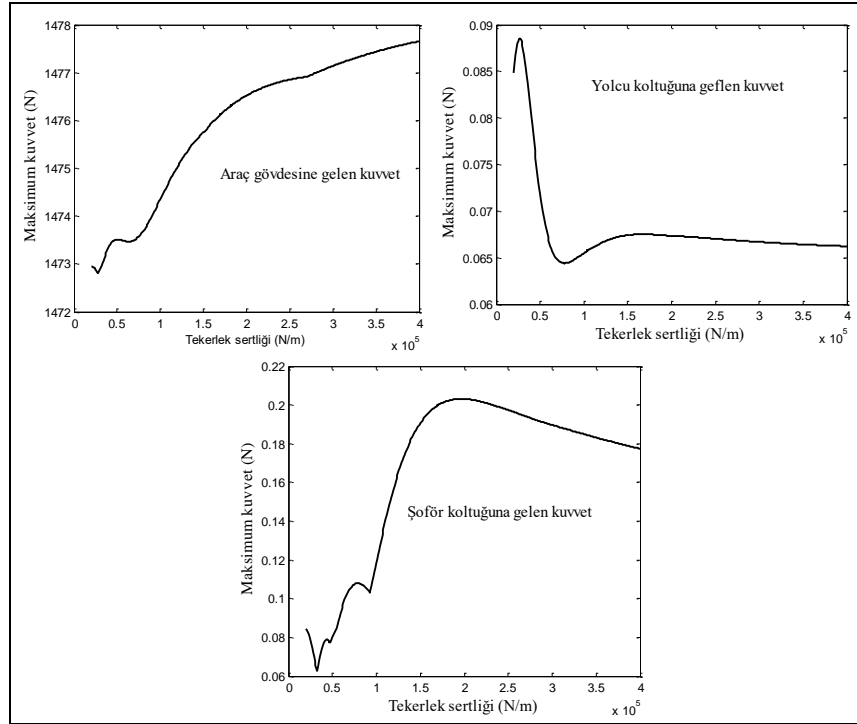 1478
1477
1476
1475
1474
1473
1472
Maksimum kuvvet (N)
Araç gövdesine gelen kuvvet
0 0.5 1 1.5 2 2.5 3 3.5 4
Tekerlek sertliği (N/m)
x 10^5
0.09
0.085
0.08
0.075
0.07
0.065
0.06
Maksimum kuvvet (N)
Yolcu koltuğuna geflen kuvvet
0 0.5 1 1.5 2 2.5 3 3.5 4
Tekerlek sertliği (N/m)
x 10^5
0.22
0.2
0.18
0.16
0.14
0.12
0.1
0.08
0.06
Maksimum kuvvet (N)
Şoför koltuğuna gelen kuvvet
0 0.5 1 1.5 2 2.5 3 3.5 4
Tekerlek sertliği (N/m)
x 10^5